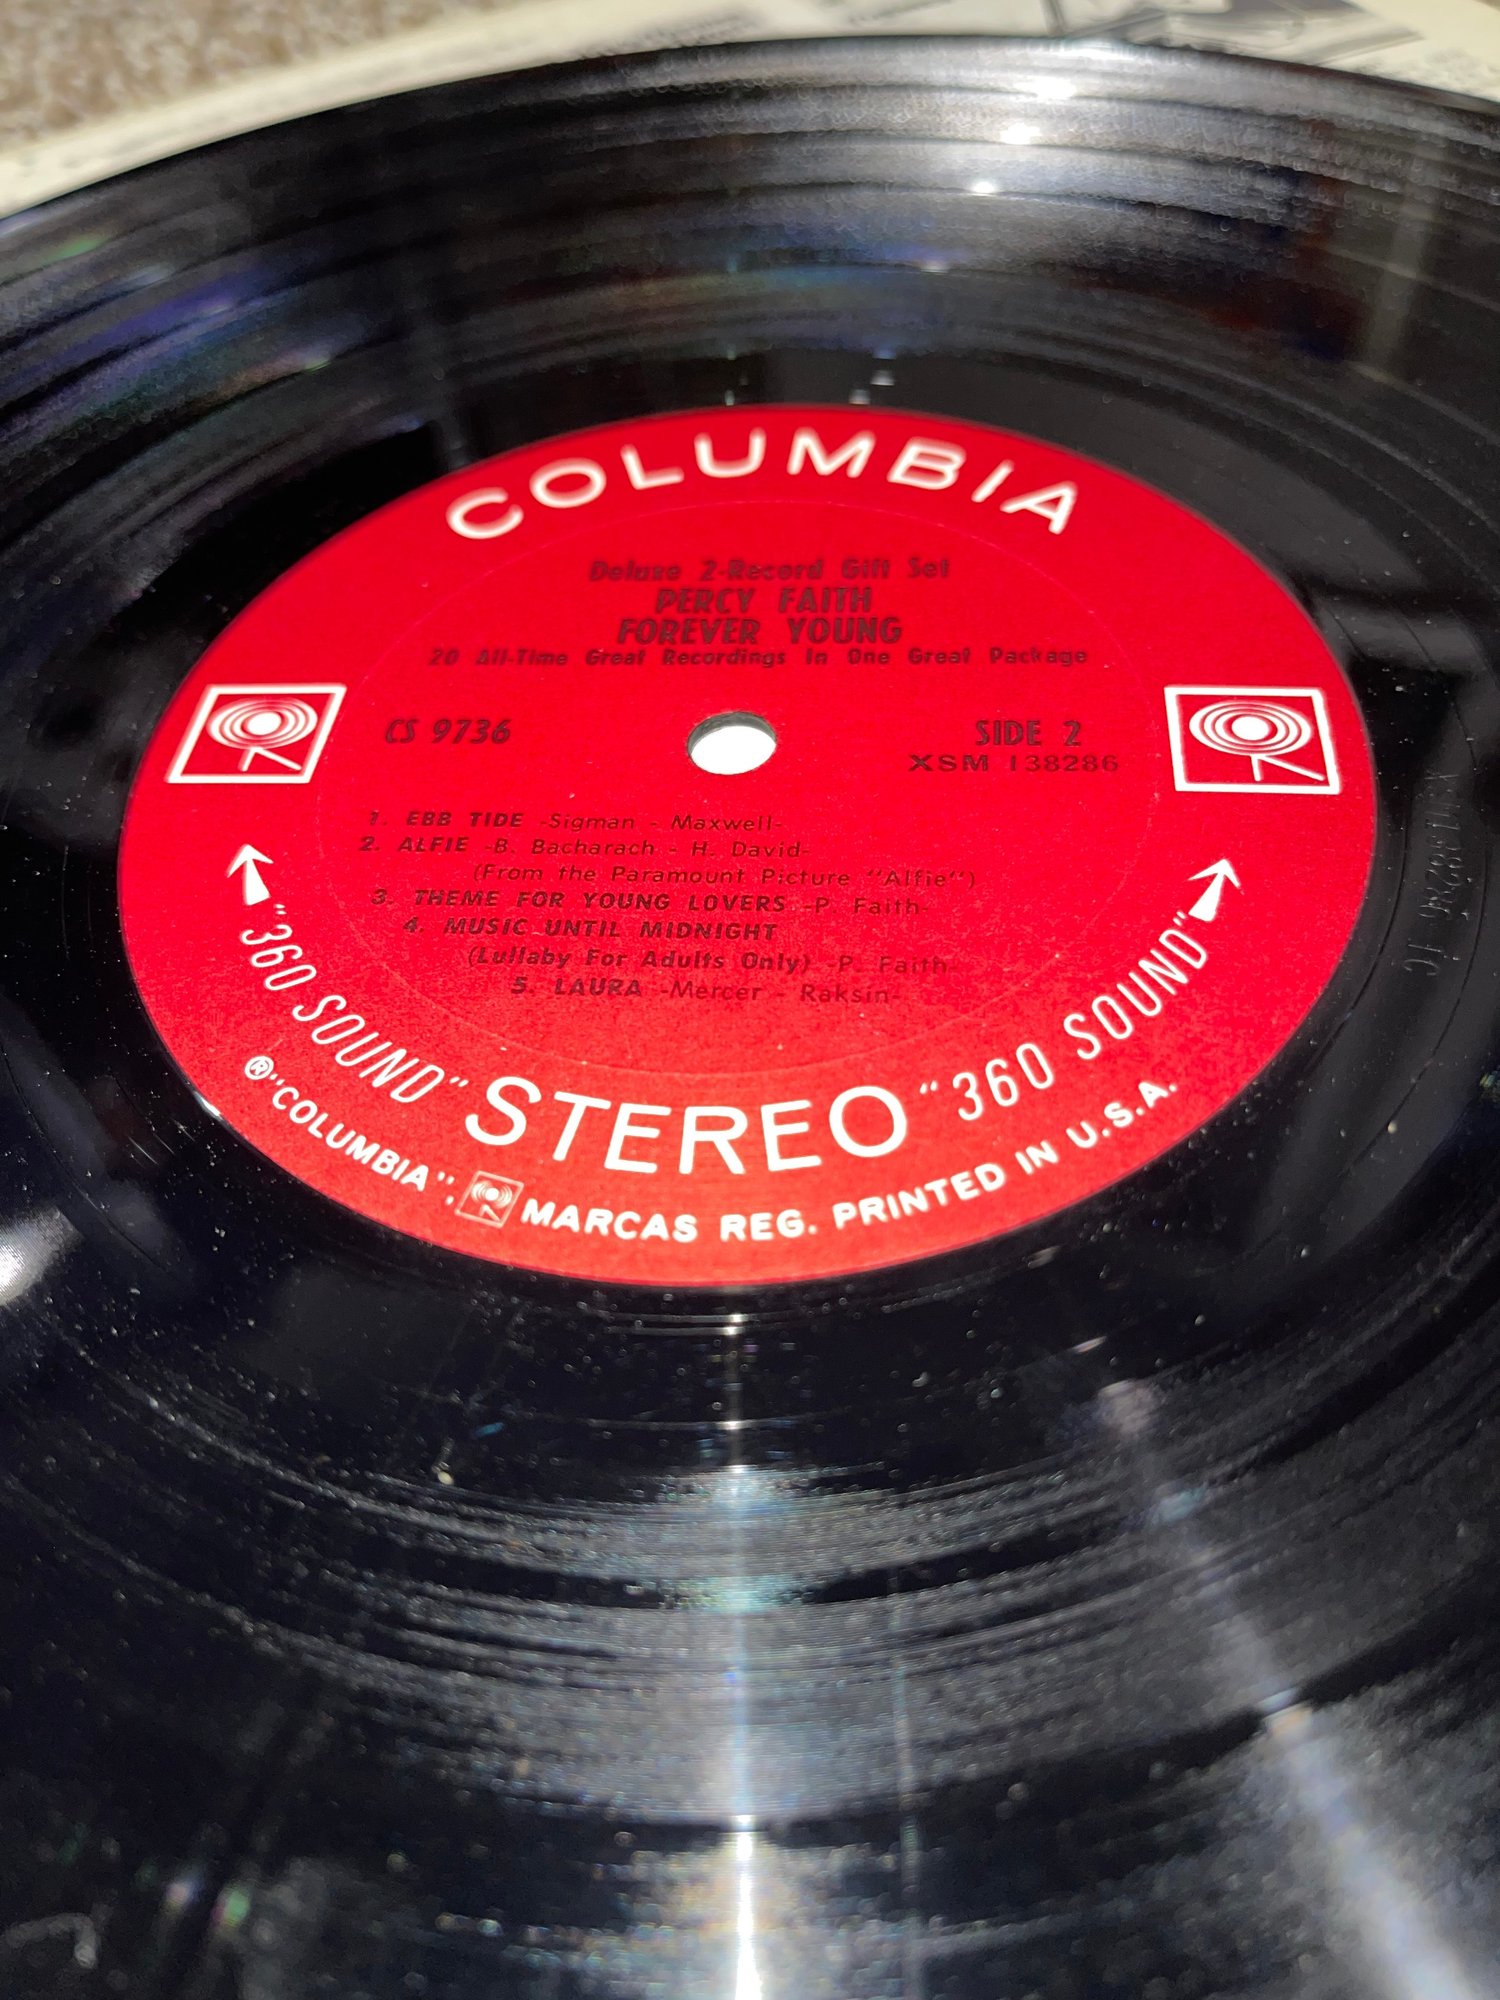 COLUMBIA
Deluxe 2-Record Gift Set
PERCY FAITH
FOREVER YOUNG
20 All-Time Great Recordings In One Great Package
CS 9736
SIDE 2
XSM 138286
1. EBB TIDE -Sigman - Maxwell-
2. ALFIE -B. Bacharach - H. David-
(From the Paramount Picture "Alfie")
3. THEME FOR YOUNG LOVERS -P. Faith-
4. MUSIC UNTIL MIDNIGHT
(Lullaby For Adults Only) -P. Faith-
5. LAURA -Mercer - Raksin-
"360 SOUND" STEREO "360 SOUND"
® "COLUMBIA", MARCAS REG. PRINTED IN U.S.A.